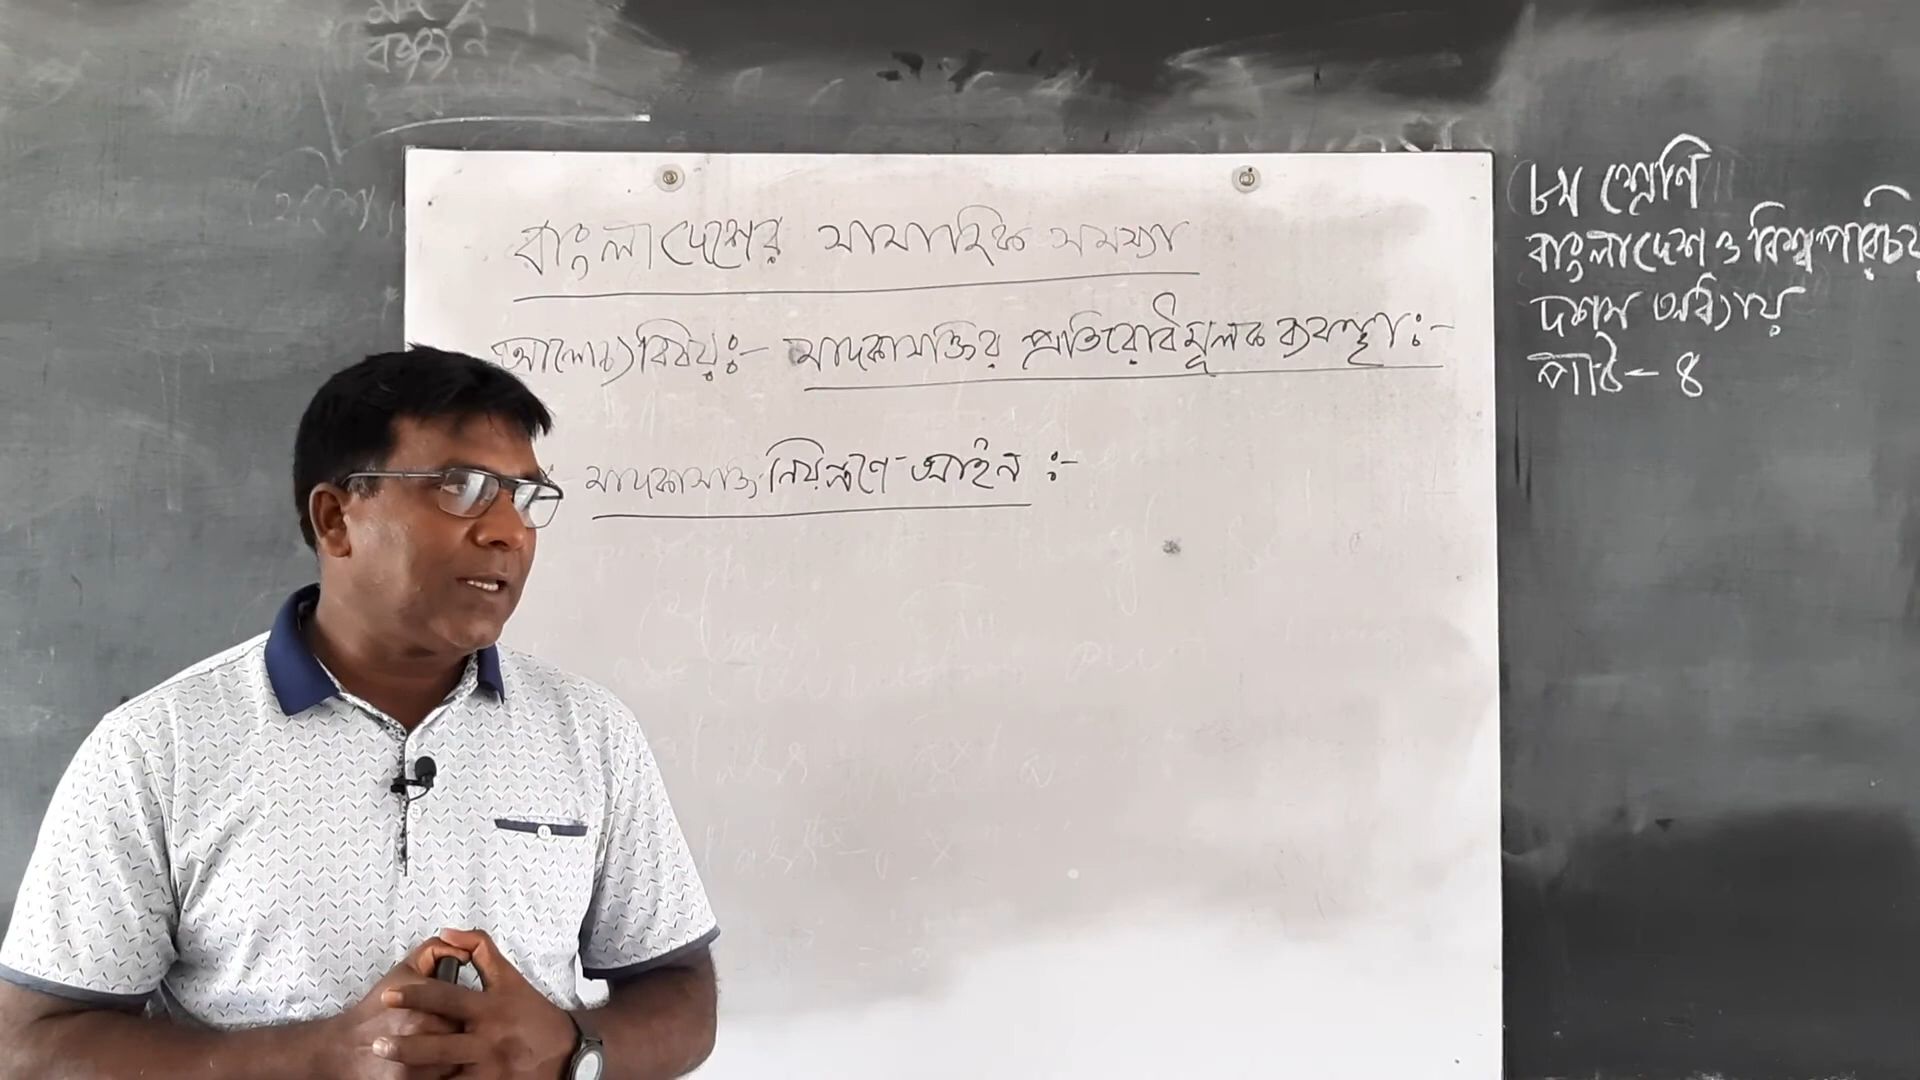 বাংলাদেশের সামাজিক সমস্যা
আলোচ্য বিষয়ঃ- মাদকাসক্তির প্রতিরোধমূলক ব্যবস্থা ঃ-
মাদকাসক্ত নিয়ন্ত্রণে আইন ঃ-
৮ম শ্রেণি
বাংলাদেশ ও বিশ্বপরিচয়
দশম অধ্যায়
পাঠ - ৪